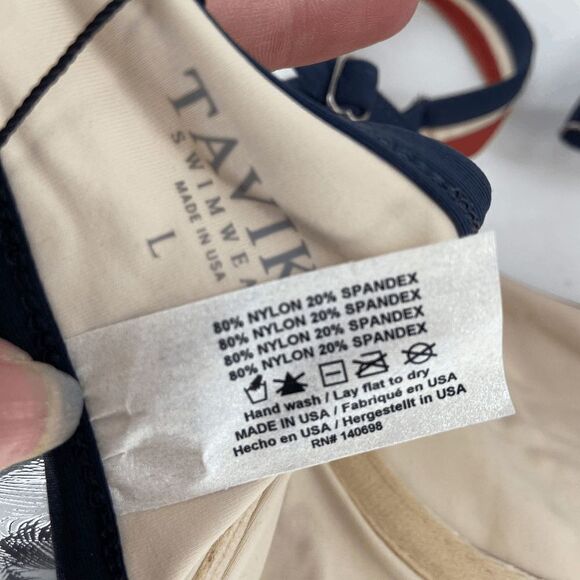 TAVIK
SWIMWEA
MADE IN USA
L
80% NYLON 20% SPANDEX
80% NYLON 20% SPANDEX
80% NYLON 20% SPANDEX
80% NYLON 20% SPANDEX
Hand wash / Lay flat to dry
MADE IN USA / Fabriqué en USA
Hecho en USA / Hergestellt in USA
RN# 140698